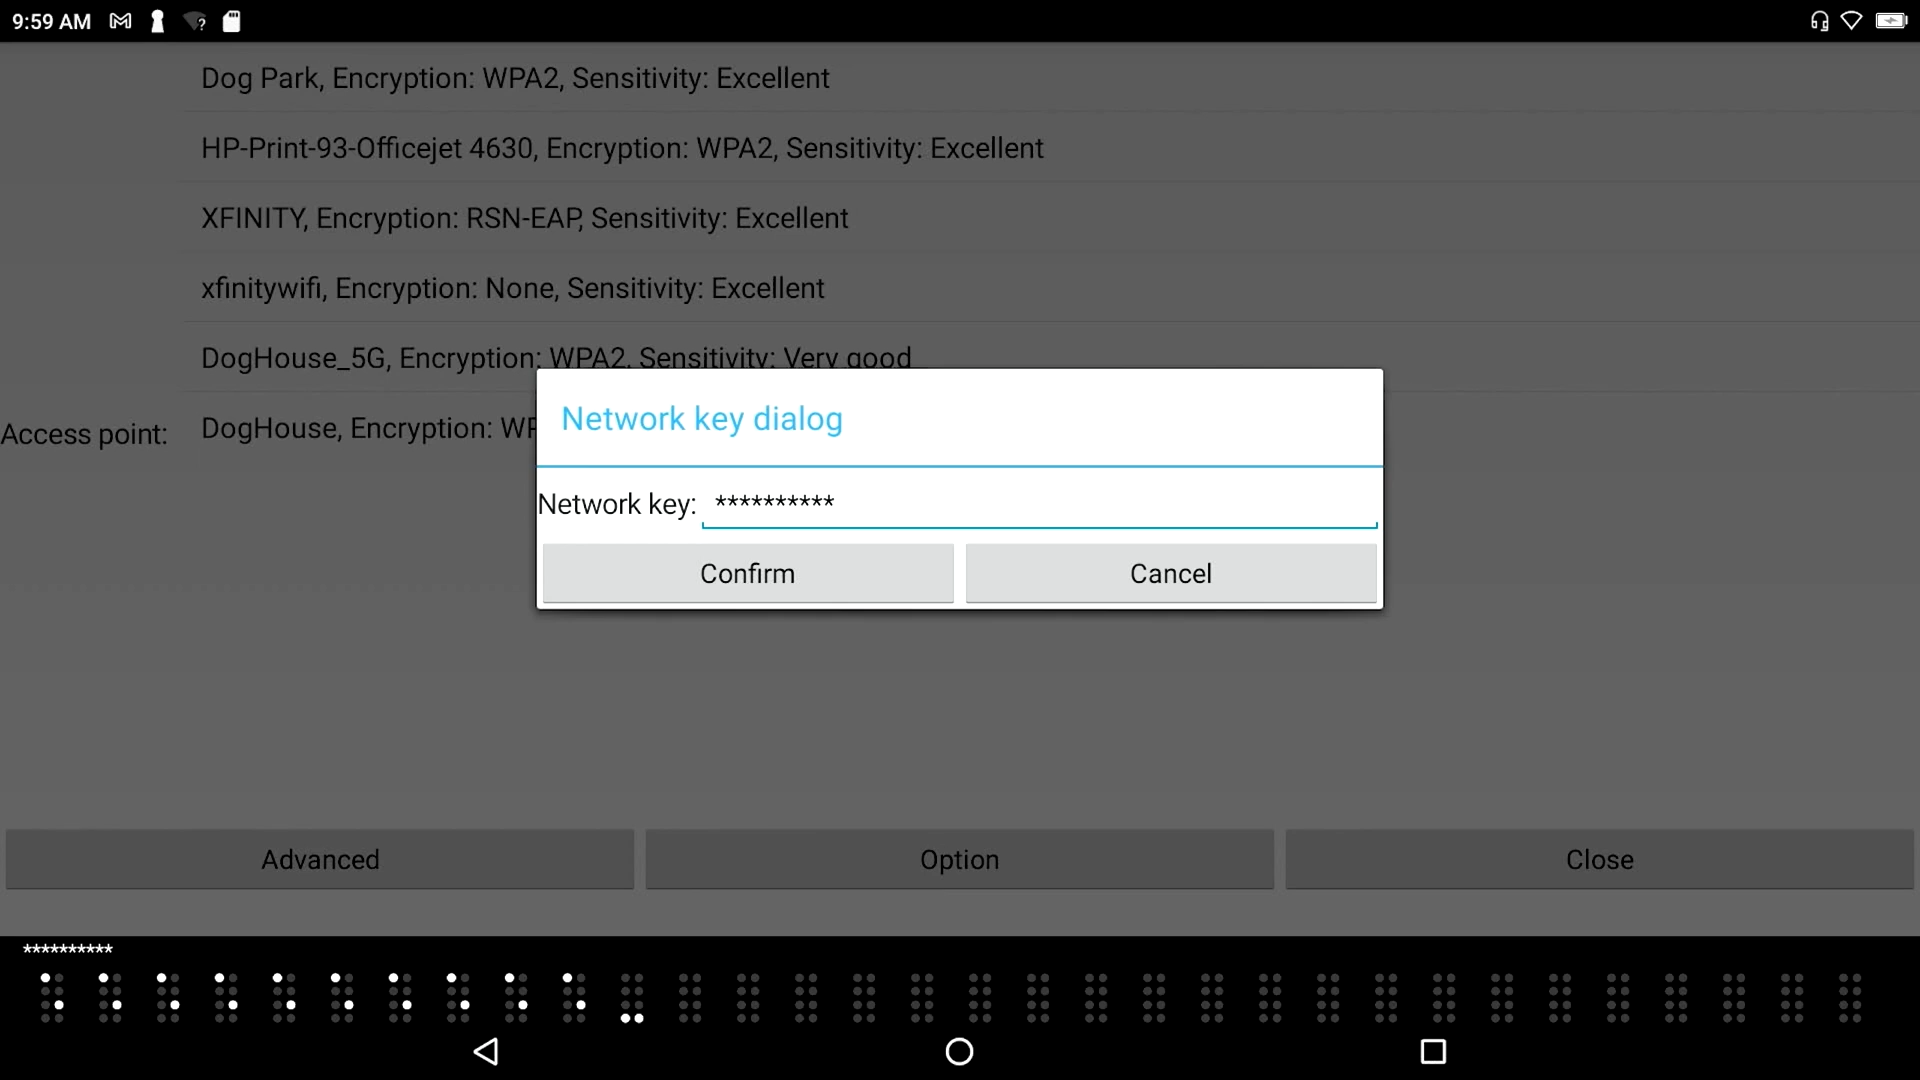 9:59 AM
Dog Park, Encryption: WPA2, Sensitivity: Excellent
HP-Print-93-Officejet 4630, Encryption: WPA2, Sensitivity: Excellent
XFINITY, Encryption: RSN-EAP, Sensitivity: Excellent
xfinitywifi, Encryption: None, Sensitivity: Excellent
DogHouse_5G, Encryption: WPA2, Sensitivity: Very good
Access point: DogHouse, Encryption:
Network key dialog
Network key: **********
Confirm Cancel
Advanced Option Close
**********